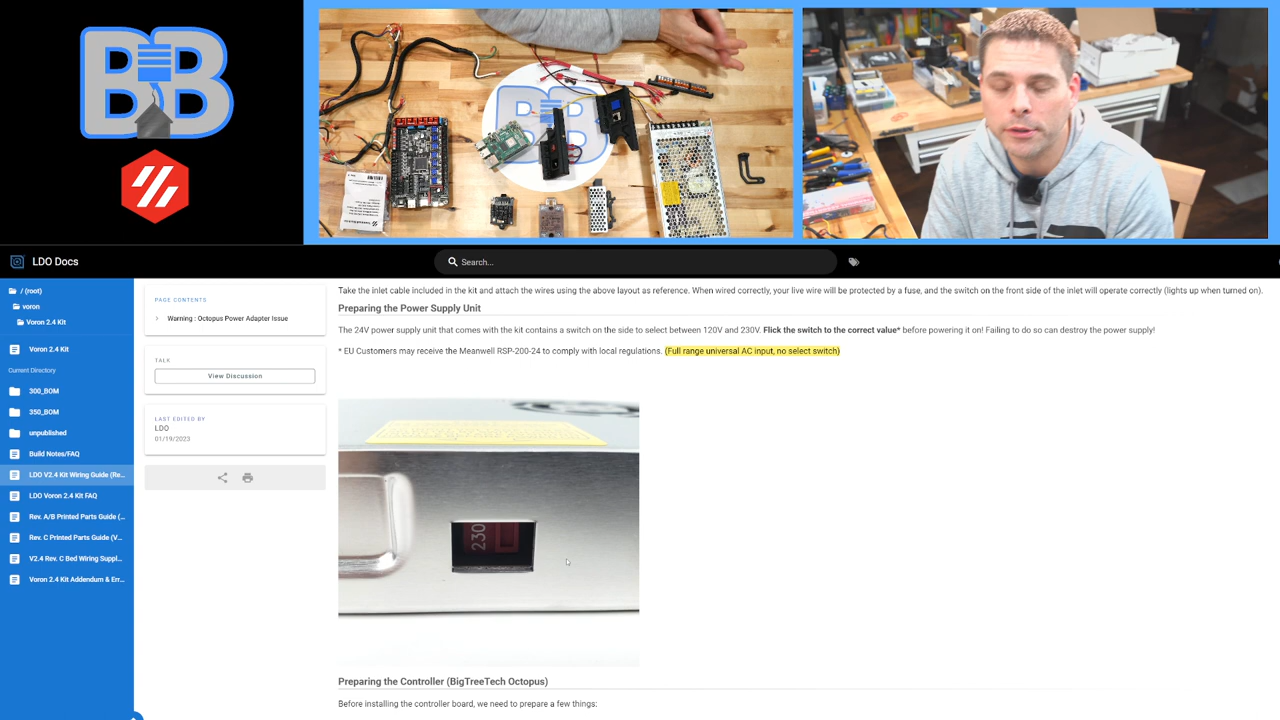 BB
LDO Docs
Search...
/ (root)
voron
Voron 2.4 Kit
Voron 2.4 Kit
Current Directory
300_BOM
350_BOM
unpublished
Build Notes/FAQ
LDO V2.4 Kit Wiring Guide (Re...
LDO Voron 2.4 Kit FAQ
Rev. A/B Printed Parts Guide (...
Rev. C Printed Parts Guide (V...
V2.4 Rev. C Bed Wiring Suppl...
Voron 2.4 Kit Addendum & Err...
PAGE CONTENTS
Warning : Octopus Power Adapter Issue
TALK
View Discussion
LAST EDITED BY
LDO
01/19/2023
Take the inlet cable included in the kit and attach the wires using the above layout as reference. When wired correctly, your live wire will be protected by a fuse, and the switch on the front side of the inlet will operate correctly (lights up when turned on).
Preparing the Power Supply Unit
The 24V power supply unit that comes with the kit contains a switch on the side to select between 120V and 230V. Flick the switch to the correct value* before powering it on! Failing to do so can destroy the power supply!
* EU Customers may receive the Meanwell RSP-200-24 to comply with local regulations. (Full range universal AC input, no select switch)
230
Preparing the Controller (BigTreeTech Octopus)
Before installing the controller board, we need to prepare a few things: